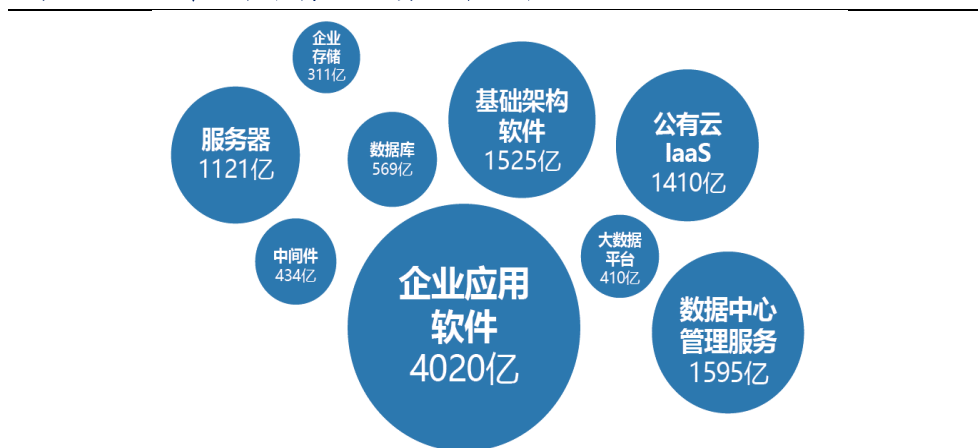 企业
存储
311亿
服务器
1121亿
数据库
569亿
基础架构
软件
1525亿
公有云
IaaS
1410亿
中间件
434亿
企业应用
软件
4020亿
大数据
平台
410亿
数据中心
管理服务
1595亿